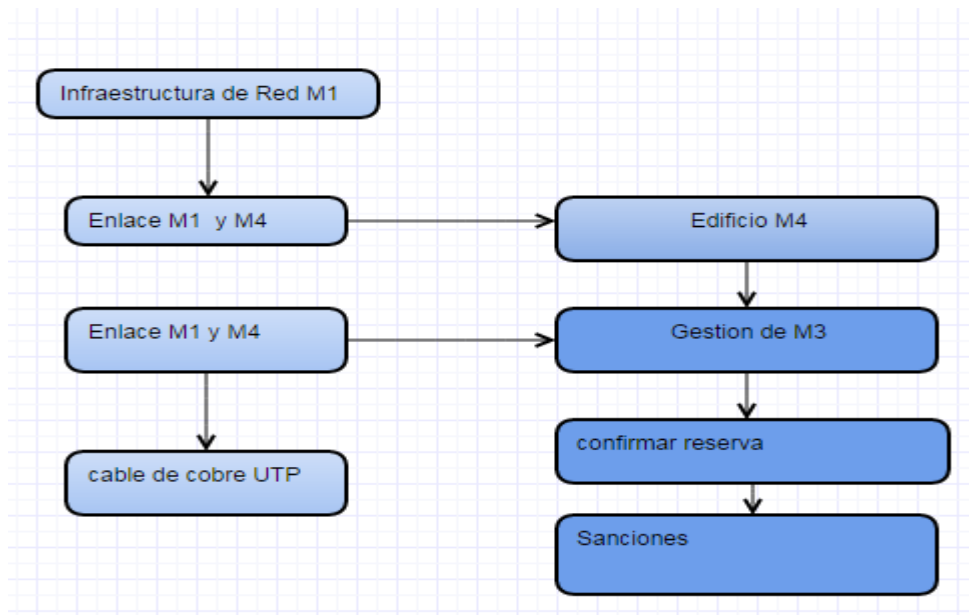 Infraestructura de Red M1
Enlace M1 y M4
Edificio M4
Enlace M1 y M4
Gestion de M3
confirmar reserva
cable de cobre UTP
Sanciones